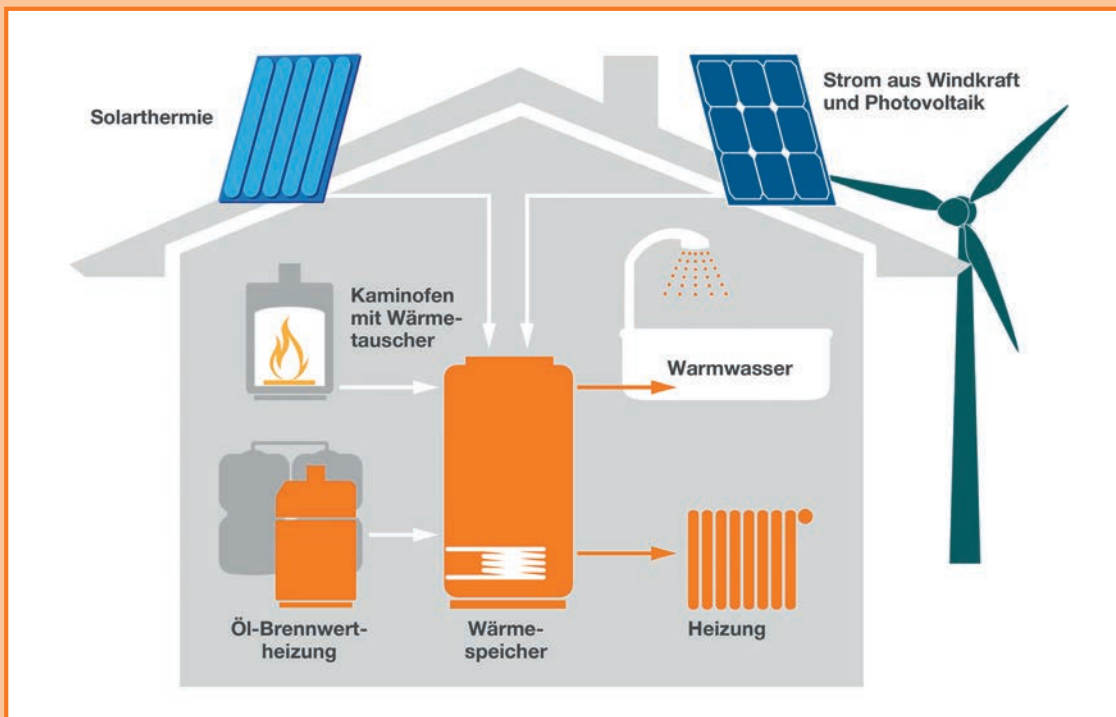 Solarthermie
Strom aus Windkraft
und Photovoltaik
Kaminofen
mit Wärme-
tauscher
Warmwasser
Öl-Brennwert-
heizung
Wärme-
speicher
Heizung